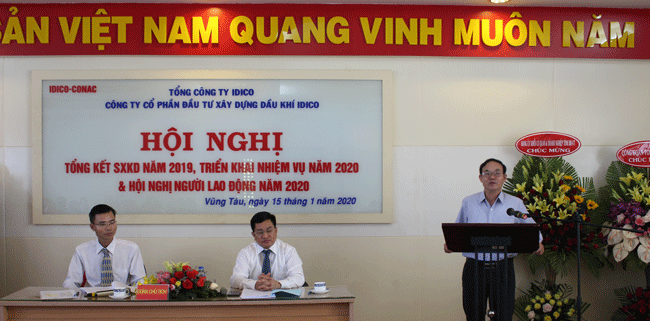 SẢN VIỆT NAM QUANG VINH MUÔN NĂM
IDICO-CONAC
TỔNG CÔNG TY IDICO
CÔNG TY CỔ PHẦN ĐẦU TƯ XÂY DỰNG DẦU KHÍ IDICO
HỘI NGHỊ
TỔNG KẾT SXKD NĂM 2019, TRIỂN KHAI NHIỆM VỤ NĂM 2020
& HỘI NGHỊ NGƯỜI LAO ĐỘNG NĂM 2020
Vũng Tàu, ngày 15 tháng 1 năm 2020
CHÚC MỪNG
CHÚC MỪNG
ĐOÀN CHỦ TỊCH